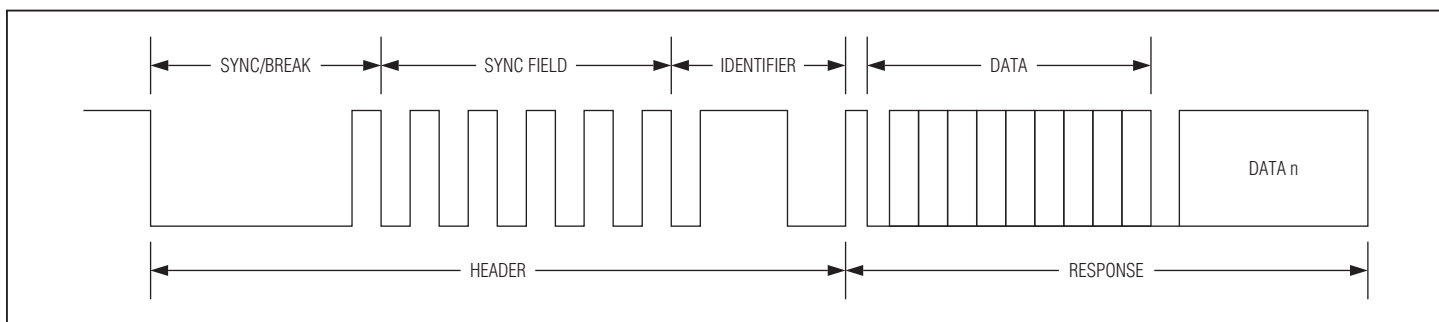 SYNC/BREAK
SYNC FIELD
IDENTIFIER
DATA
DATA n
HEADER
RESPONSE